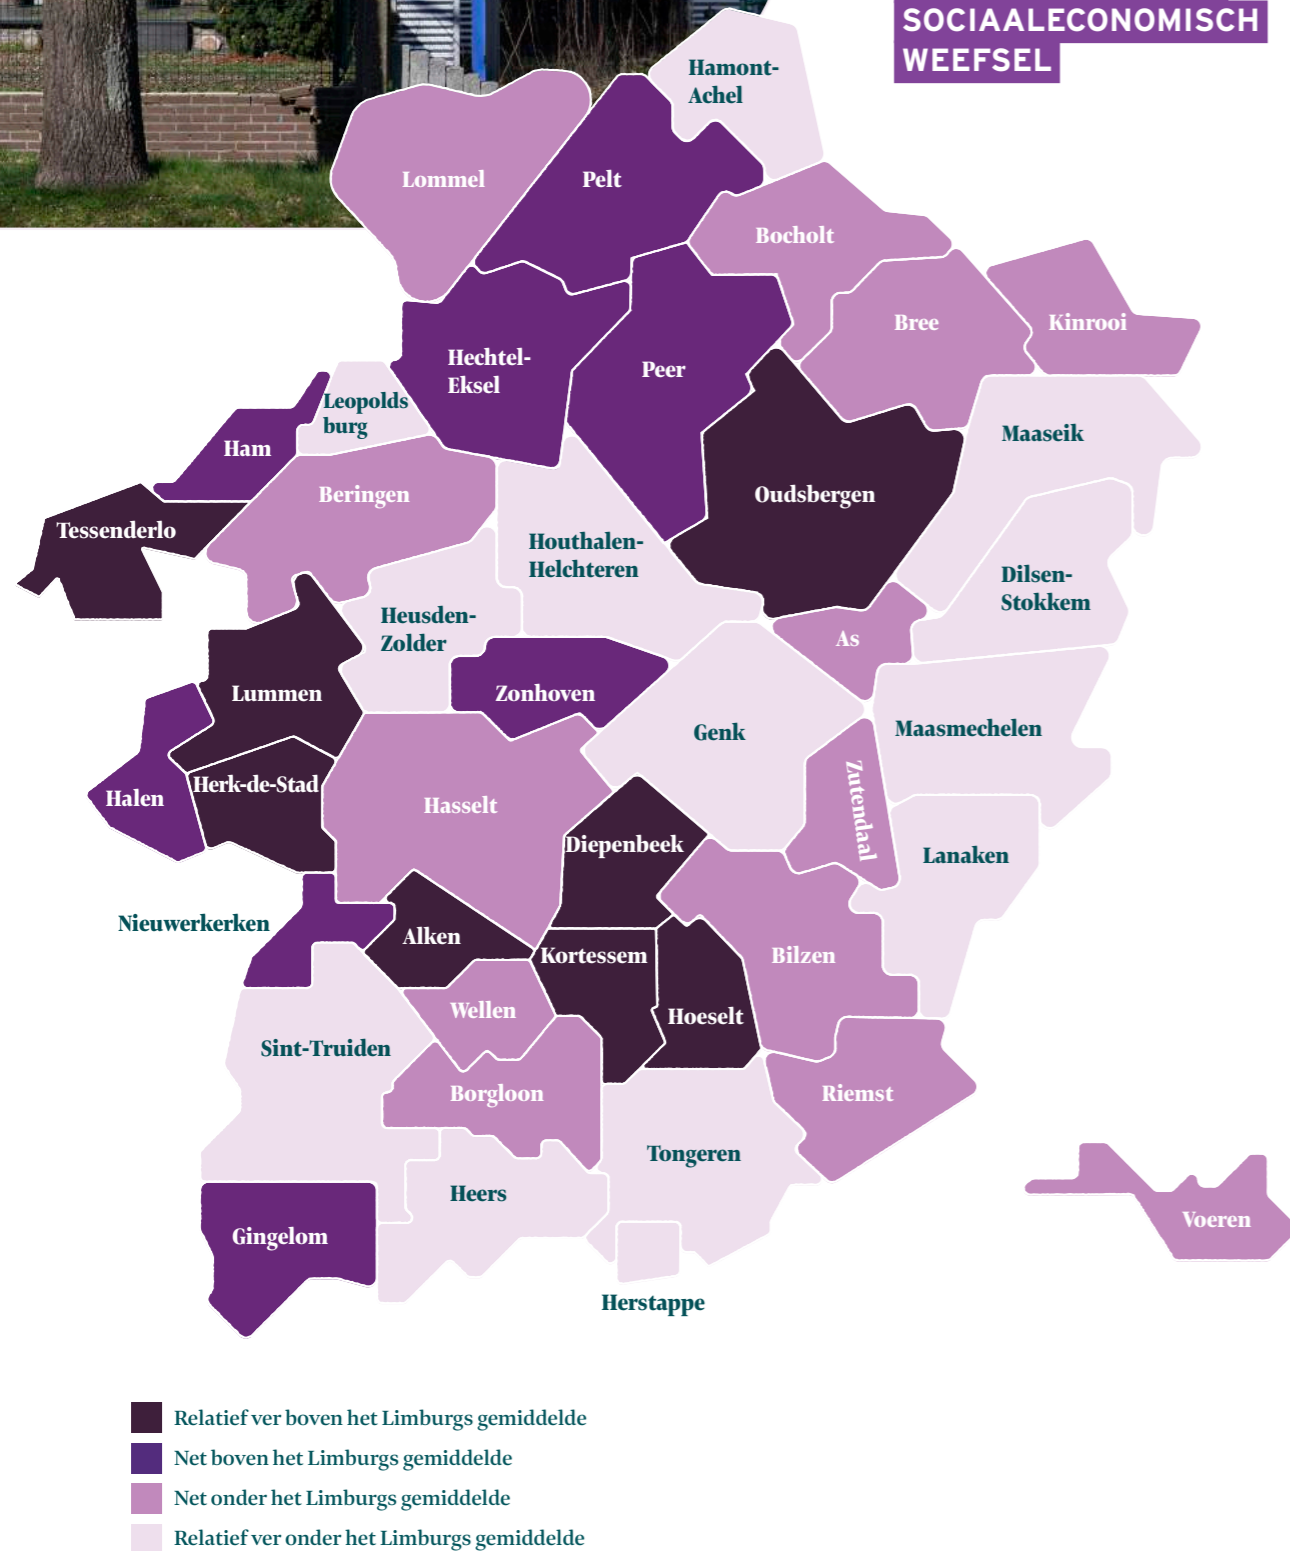 SOCIAALECONOMISCH
WEEFSEL
Hamont-
Achel
Lommel
Pelt
Bocholt
Bree
Kinrooi
Hechtel-
Eksel
Peer
Leopolds
burg
Ham
Maaseik
Beringen
Oudsbergen
Tessenderlo
Houthalen-
Helchteren
Dilsen-
Stokkem
Heusden-
Zolder
As
Lummen
Zonhoven
Genk
Maasmechelen
Herk-de-Stad
Halen
Hasselt
Zutendaal
Diepenbeek
Lanaken
Nieuwerkerken
Alken
Kortessem
Bilzen
Wellen
Hoeselt
Sint-Truiden
Borgloon
Riemst
Tongeren
Heers
Voeren
Gingelom
Herstappe
Relatief ver boven het Limburgs gemiddelde
Net boven het Limburgs gemiddelde
Net onder het Limburgs gemiddelde
Relatief ver onder het Limburgs gemiddelde